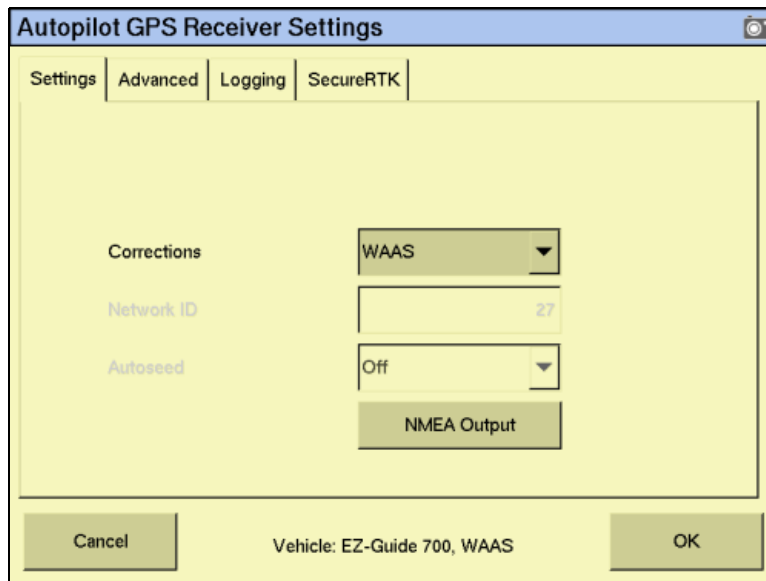 Autopilot GPS Receiver Settings
Settings Advanced Logging SecureRTK
Corrections WAAS
Network ID 27
Autoseed Off
NMEA Output
Cancel Vehicle: EZ-Guide 700, WAAS OK